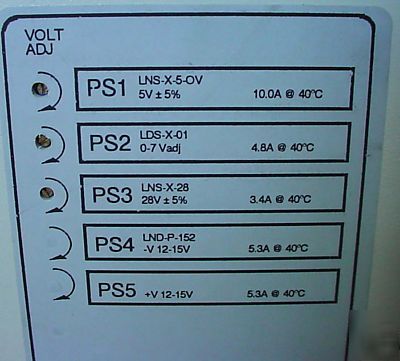 VOLT
ADJ
PS1 LNS-X-5-OV
5V ± 5% 10.0A @ 40°C
PS2 LDS-X-01
0-7 Vadj 4.8A @ 40°C
PS3 LNS-X-28
28V ± 5% 3.4A @ 40°C
PS4 LND-P-152
-V 12-15V 5.3A @ 40°C
PS5 +V 12-15V 5.3A @ 40°C